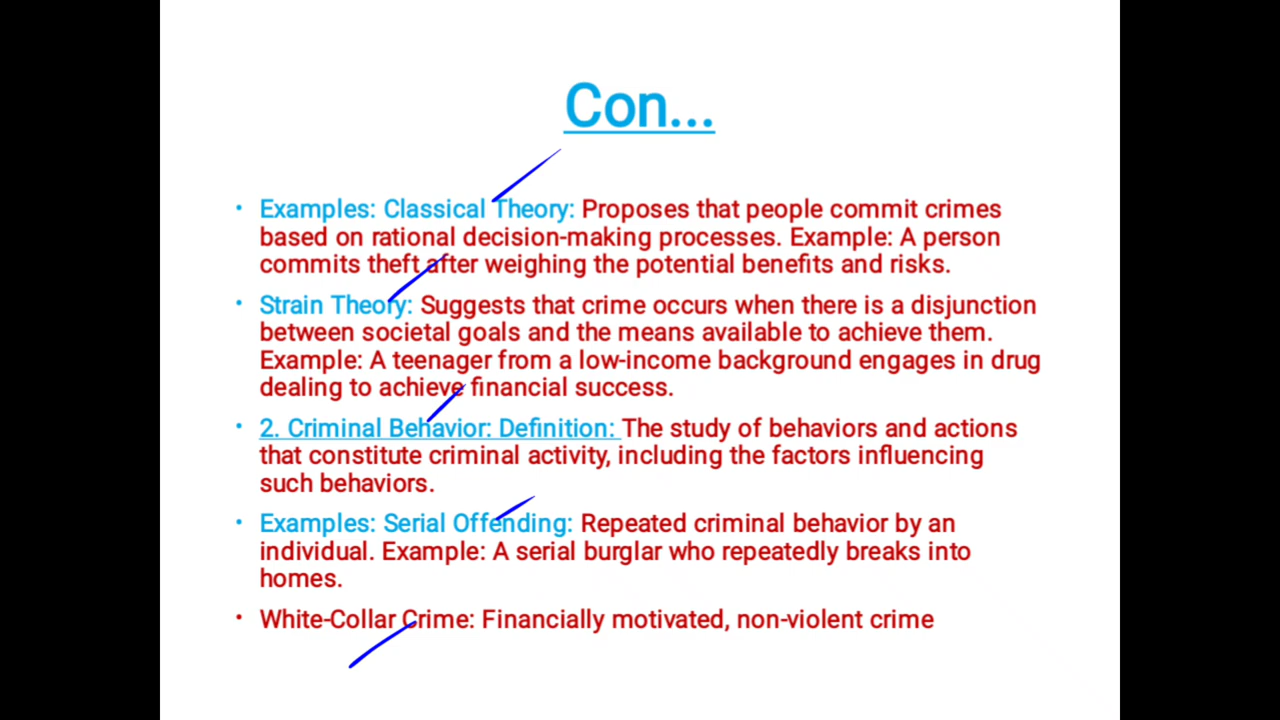 Con...
• Examples: Classical Theory: Proposes that people commit crimes
based on rational decision-making processes. Example: A person
commits theft after weighing the potential benefits and risks.
• Strain Theory: Suggests that crime occurs when there is a disjunction
between societal goals and the means available to achieve them.
Example: A teenager from a low-income background engages in drug
dealing to achieve financial success.
• 2. Criminal Behavior: Definition: The study of behaviors and actions
that constitute criminal activity, including the factors influencing
such behaviors.
• Examples: Serial Offending: Repeated criminal behavior by an
individual. Example: A serial burglar who repeatedly breaks into
homes.
• White-Collar Crime: Financially motivated, non-violent crime